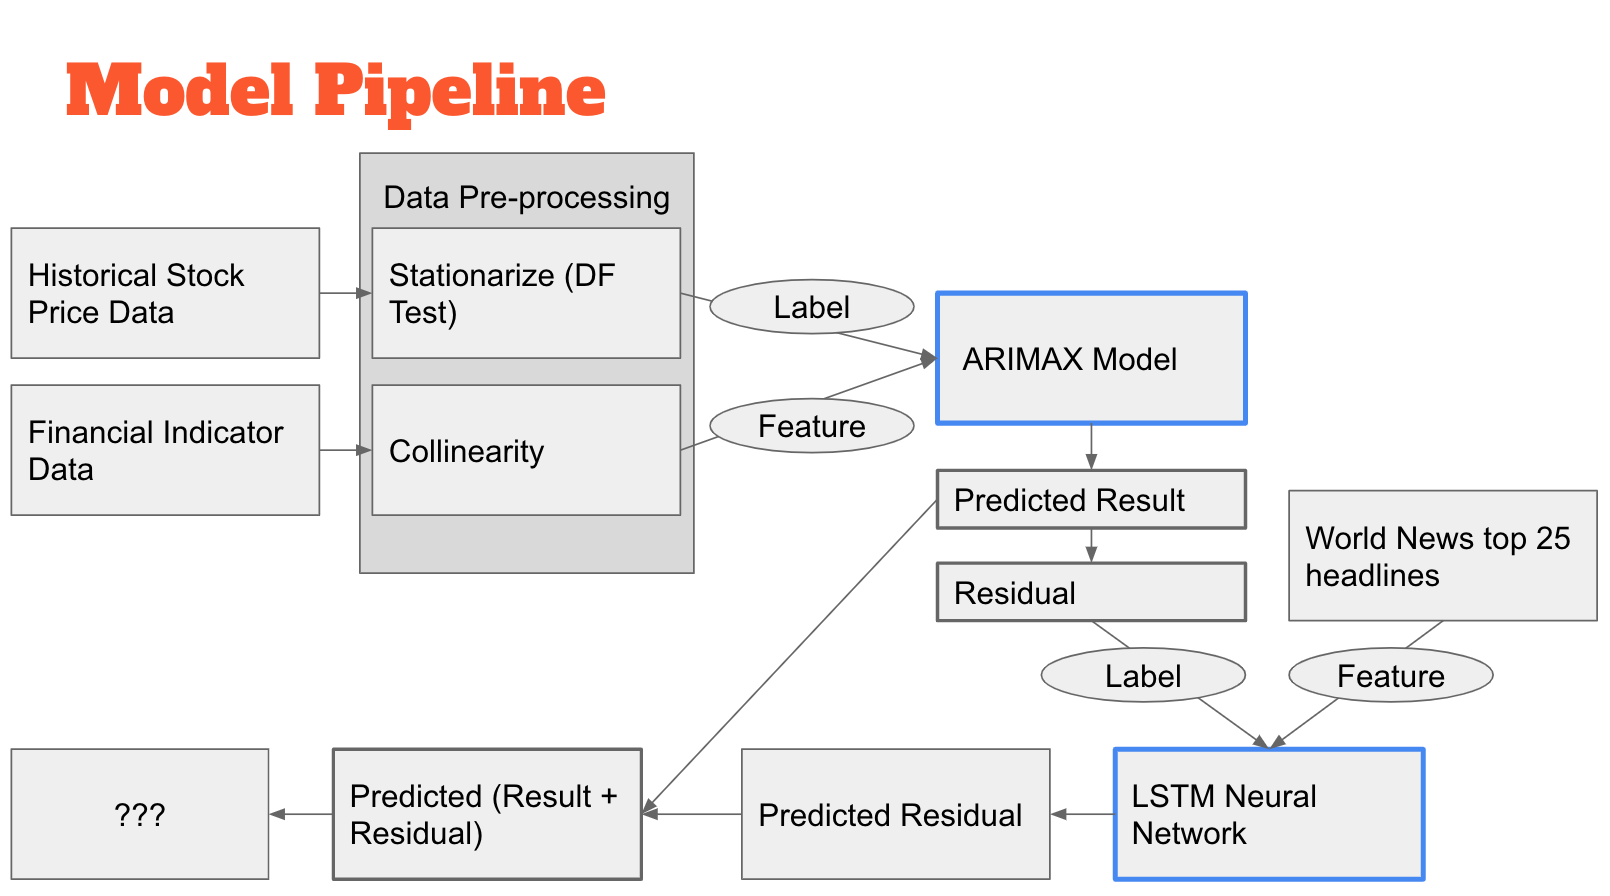 Model Pipeline
Data Pre-processing
Historical Stock
Price Data
Stationarize (DF
Test)
Label
ARIMAX Model
Financial Indicator
Data
Collinearity
Feature
Predicted Result
Residual
World News top 25
headlines
Label
Feature
???
Predicted (Result +
Residual)
Predicted Residual
LSTM Neural
Network